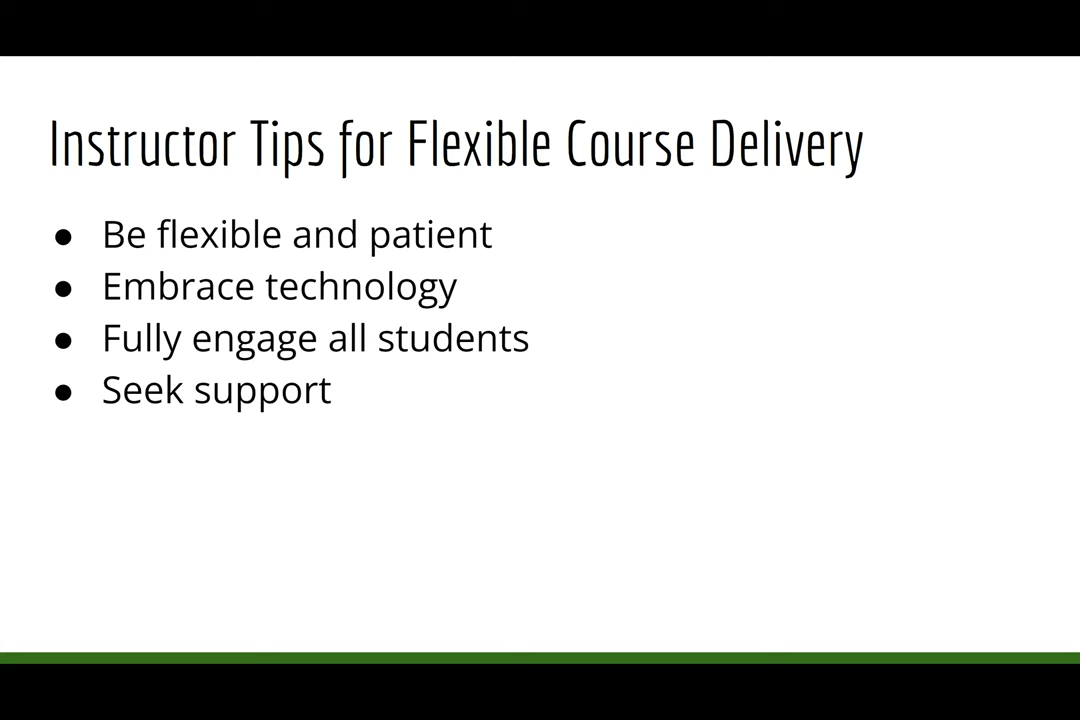 Instructor Tips for Flexible Course Delivery
● Be flexible and patient
● Embrace technology
● Fully engage all students
● Seek support